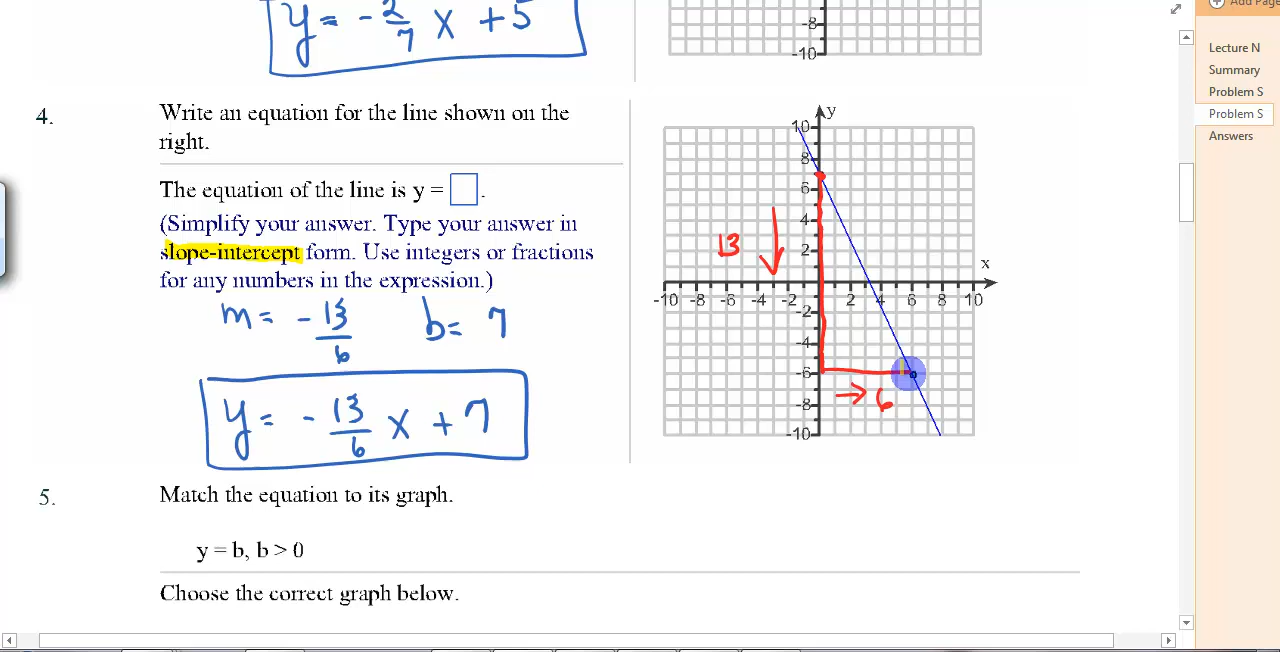 y = - 2/7 x + 5
-8
-10
Add Page
Lecture N
Summary
Problem S
Problem S
Answers
4.
Write an equation for the line shown on the
right.
The equation of the line is y = .
(Simplify your answer. Type your answer in
slope-intercept form. Use integers or fractions
for any numbers in the expression.)
m = - 13/6 b = 7
y = - 13/6 x + 7
y
10
8
6
4
2
13
x
-10 -8 -6 -4 -2 2 4 6 8 10
-2
-4
-6
-8
-10
→ 6
5.
Match the equation to its graph.
y = b, b > 0
Choose the correct graph below.